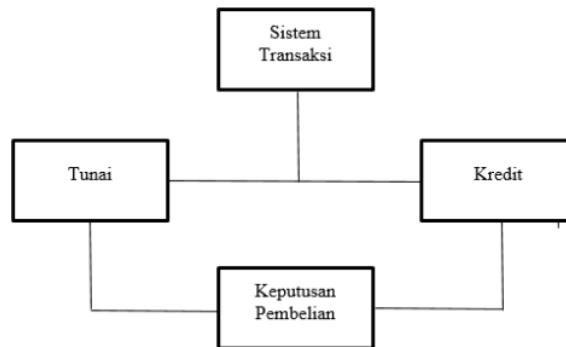 Sistem
Transaksi
Tunai
Kredit
Keputusan
Pembelian